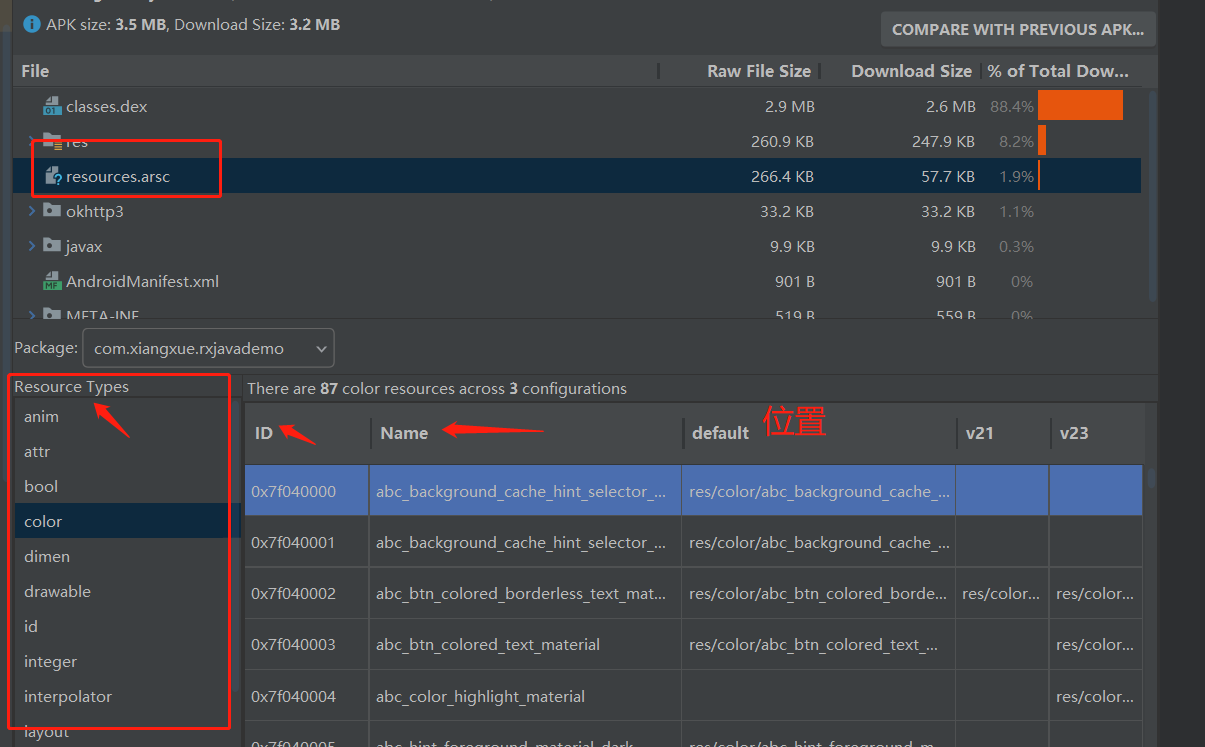 APK size: 3.5 MB, Download Size: 3.2 MB
COMPARE WITH PREVIOUS APK...
File Raw File Size Download Size % of Total Dow...
classes.dex 2.9 MB 2.6 MB 88.4%
res 260.9 KB 247.9 KB 8.2%
resources.arsc 266.4 KB 57.7 KB 1.9%
okhttp3 33.2 KB 33.2 KB 1.1%
javax 9.9 KB 9.9 KB 0.3%
AndroidManifest.xml 901 B 901 B 0%
META-INF 519 B 559 B 0%
Package: com.xiangxue.rxjavademo
Resource Types
anim
attr
bool
color
dimen
drawable
id
integer
interpolator
layout
There are 87 color resources across 3 configurations
ID Name default 位置 v21 v23
0x7f040000 abc_background_cache_hint_selector_... res/color/abc_background_cache_...
0x7f040001 abc_background_cache_hint_selector_... res/color/abc_background_cache_...
0x7f040002 abc_btn_colored_borderless_text_mat... res/color/abc_btn_colored_borde... res/color... res/color...
0x7f040003 abc_btn_colored_text_material res/color/abc_btn_colored_text_... res/color...
0x7f040004 abc_color_highlight_material res/color...
0x7f040005 abc_hint_foreground_material_dark res/color/abc_hint_foreground_m...